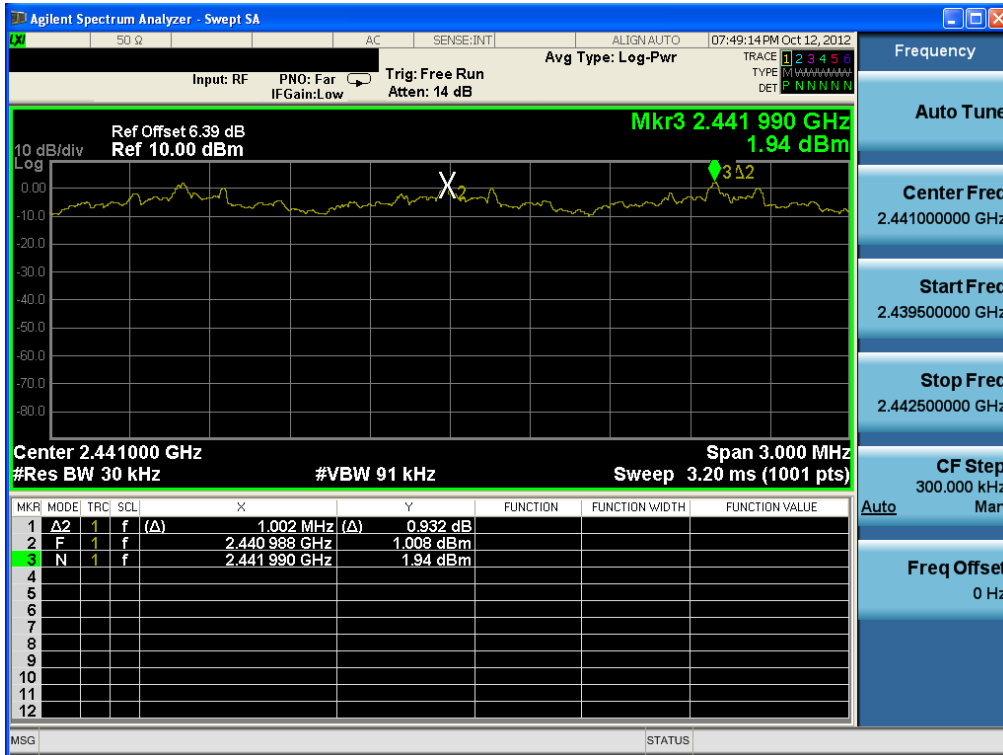 Agilent Spectrum Analyzer - Swept SA
LXI 50 Ω AC SENSE:INT ALIGN AUTO 07:49:14 PM Oct 12, 2012
Input: RF PNO: Far IFGain:Low
Trig: Free Run
Atten: 14 dB
Avg Type: Log-Pwr
TRACE 1 2 3 4 5 6
TYPE M WWWWW
DET P N N N N N
Mkr3 2.441 990 GHz
1.94 dBm
Ref Offset 6.39 dB
10 dB/div Ref 10.00 dBm
Log
3 Δ2
X 2
0.00
-10.0
-20.0
-30.0
-40.0
-50.0
-60.0
-70.0
-80.0
Center 2.441000 GHz Span 3.000 MHz
#Res BW 30 kHz #VBW 91 kHz Sweep 3.20 ms (1001 pts)
MKR MODE TRC SCL X Y FUNCTION FUNCTION WIDTH FUNCTION VALUE
1 Δ2 1 f (Δ) 1.002 MHz (Δ) 0.932 dB
2 F 1 f 2.440 988 GHz 1.008 dBm
3 N 1 f 2.441 990 GHz 1.94 dBm
4
5
6
7
8
9
10
11
12
MSG STATUS
Frequency
Auto Tune
Center Freq
2.441000000 GHz
Start Freq
2.439500000 GHz
Stop Freq
2.442500000 GHz
CF Step
300.000 kHz
Auto Man
Freq Offset
0 Hz